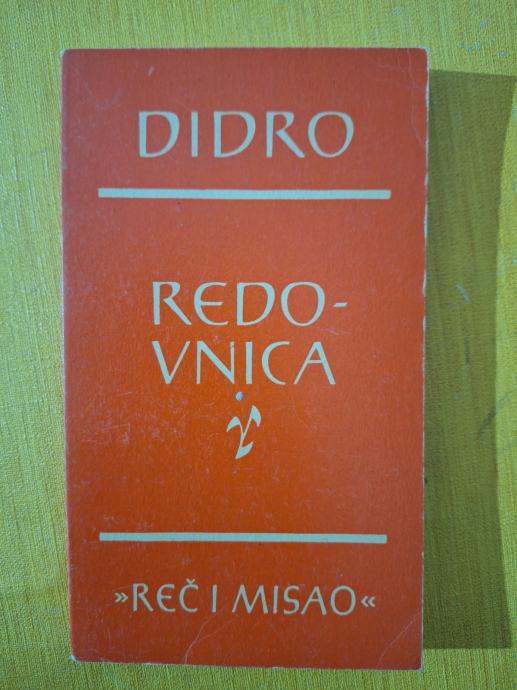 DIDRO
REDO-
VNICA
»REČ I MISAO«